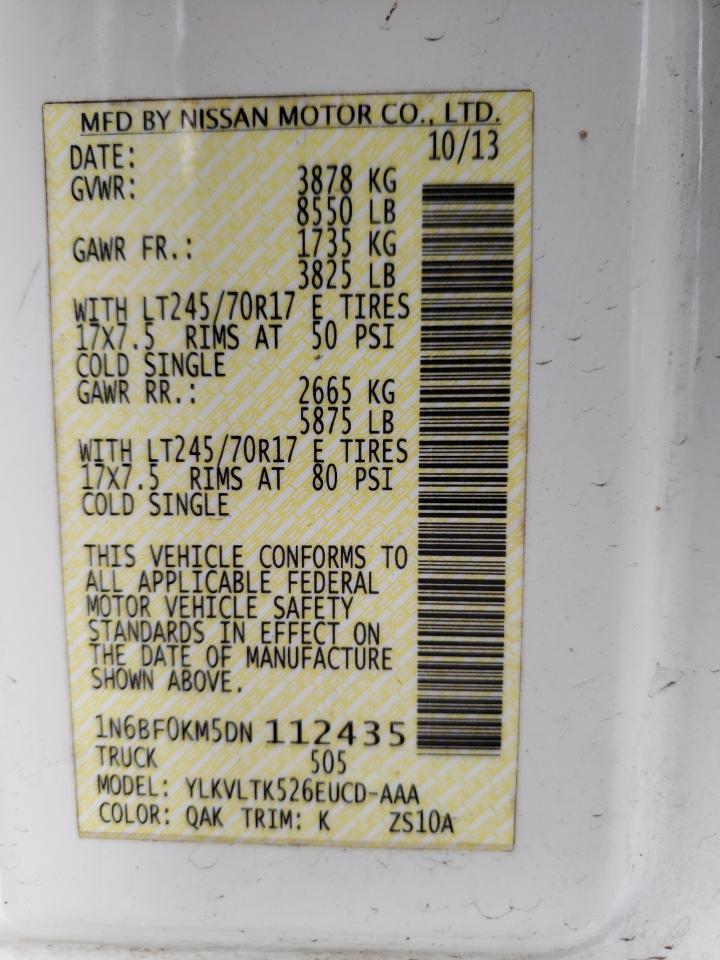 MFD BY NISSAN MOTOR CO., LTD.
DATE: 10/13
GVWR: 3878 KG
8550 LB
GAWR FR.: 1735 KG
3825 LB
WITH LT245/70R17 E TIRES
17X7.5 RIMS AT 50 PSI
COLD SINGLE
GAWR RR.: 2665 KG
5875 LB
WITH LT245/70R17 E TIRES
17X7.5 RIMS AT 80 PSI
COLD SINGLE
THIS VEHICLE CONFORMS TO
ALL APPLICABLE FEDERAL
MOTOR VEHICLE SAFETY
STANDARDS IN EFFECT ON
THE DATE OF MANUFACTURE
SHOWN ABOVE.
1N6BF0KM5DN 112435
TRUCK 505
MODEL: YLKVLTK526EUCD-AAA
COLOR: QAK TRIM: K ZS10A